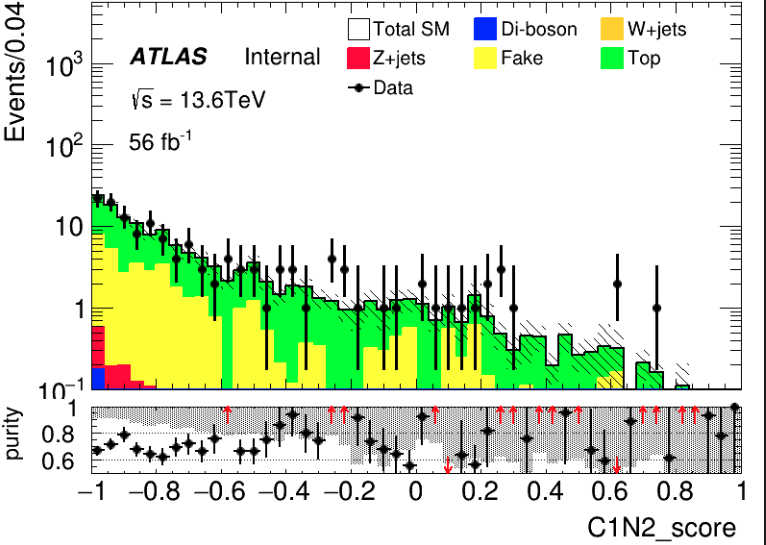 Events/0.04
10³
10²
10
1
10⁻¹
ATLAS Internal
√s = 13.6TeV
56 fb⁻¹
Total SM Di-boson W+jets
Z+jets Fake Top
Data
purity
1
0.8
0.6
−1 −0.8 −0.6 −0.4 −0.2 0 0.2 0.4 0.6 0.8 1
C1N2_score